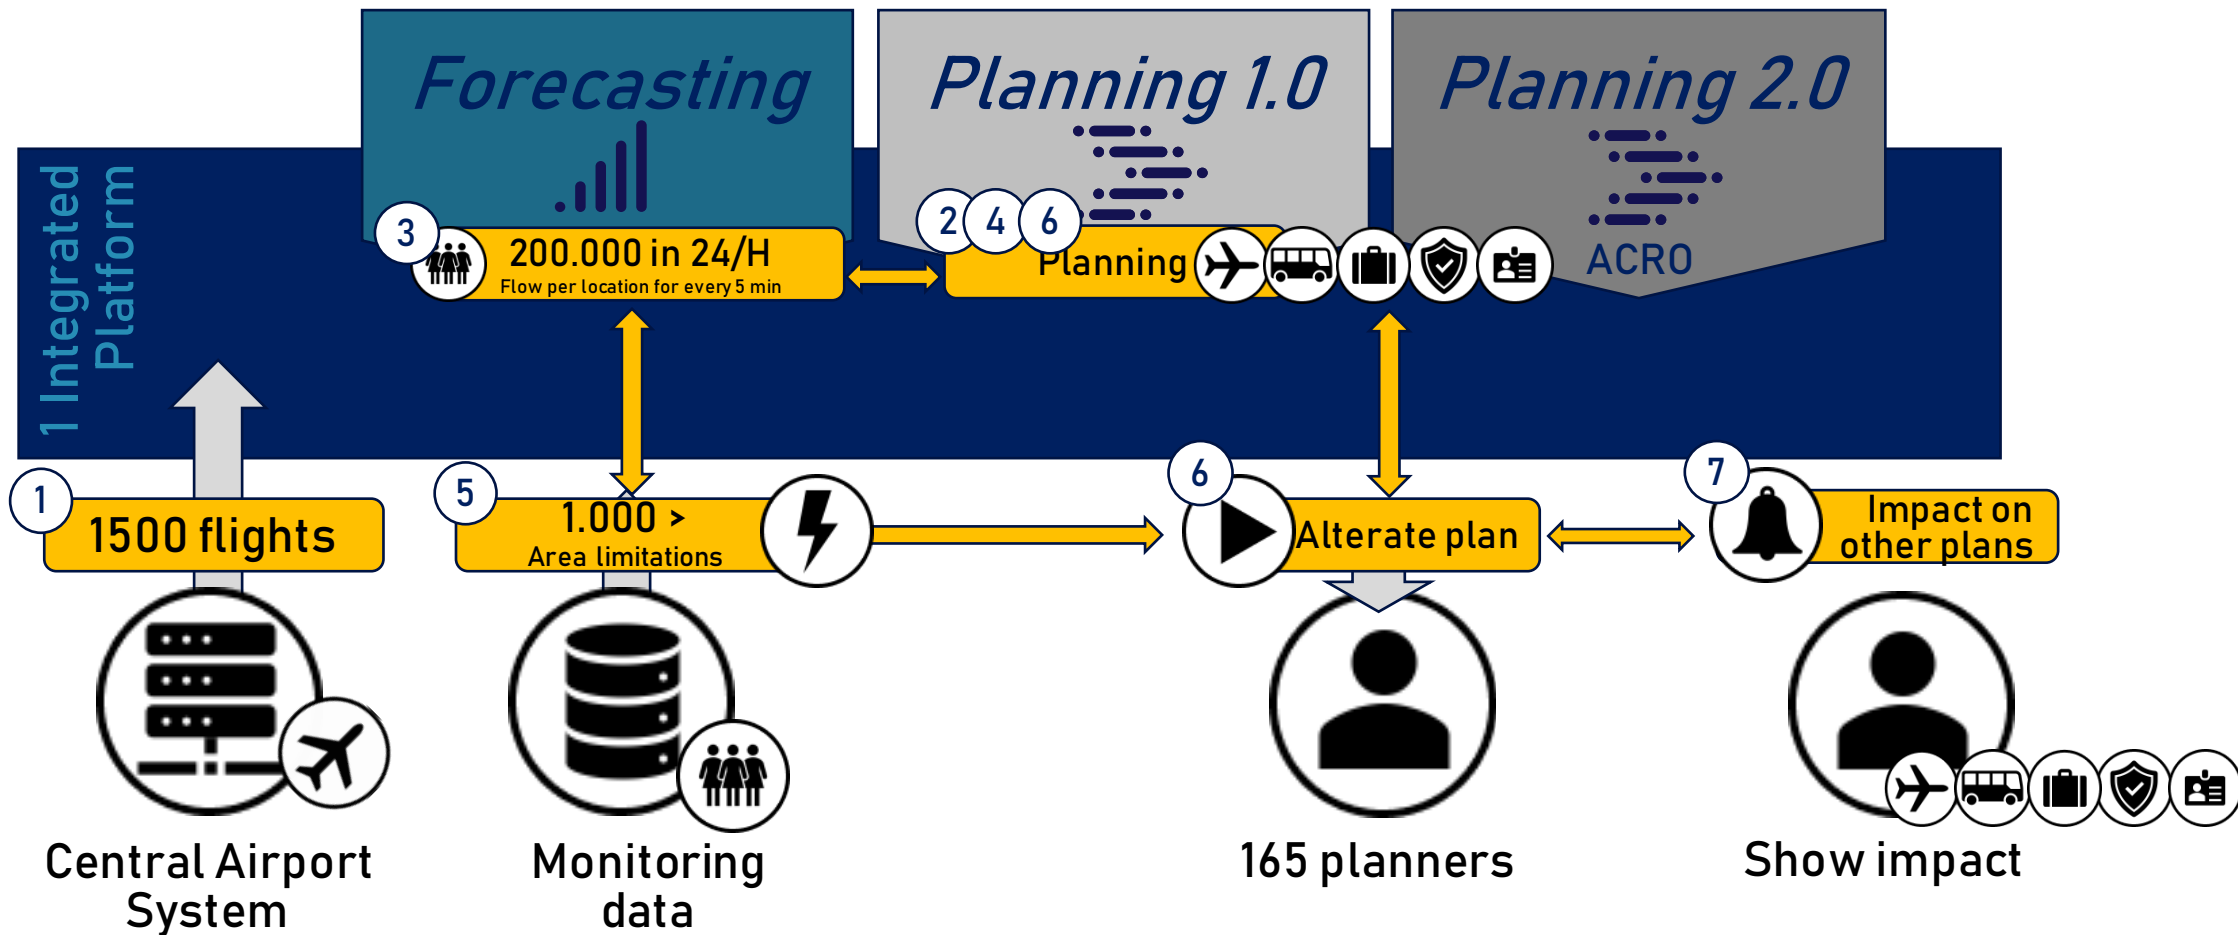 Forecasting
Planning 1.0
Planning 2.0
1 Integrated
Platform
3
200.000 in 24/H
Flow per location for every 5 min
2
4
6
Planning
ACRO
1
1500 flights
5
1.000 >
Area limitations
6
Alterate plan
7
Impact on
other plans
Central Airport
System
Monitoring
data
165 planners
Show impact